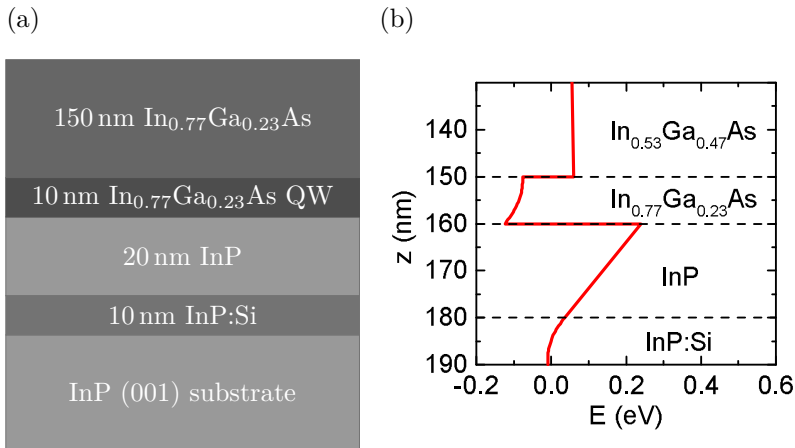 (a)
150 nm In₀.₇₇Ga₀.₂₃As
10 nm In₀.₇₇Ga₀.₂₃As QW
20 nm InP
10 nm InP:Si
InP (001) substrate
(b)
140
150
160
170
180
190
z (nm)
In₀.₅₃Ga₀.₄₇As
In₀.₇₇Ga₀.₂₃As
InP
InP:Si
-0.2 0.0 0.2 0.4 0.6
E (eV)